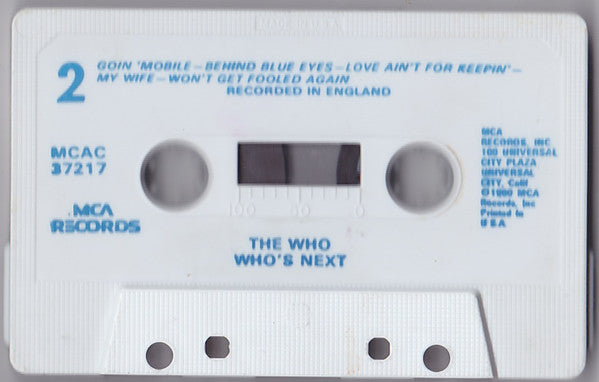 MADE IN U.S.A.
2
GOIN 'MOBILE – BEHIND BLUE EYES – LOVE AIN'T FOR KEEPIN' –
MY WIFE – WON'T GET FOOLED AGAIN
RECORDED IN ENGLAND
MCAC
37217
MCA RECORDS
100 50 0
THE WHO
WHO'S NEXT
MCA
RECORDS, INC
100 UNIVERSAL
CITY PLAZA
UNIVERSAL
CITY, Calif
©1980 MCA
Records, Inc
Printed in
U S A